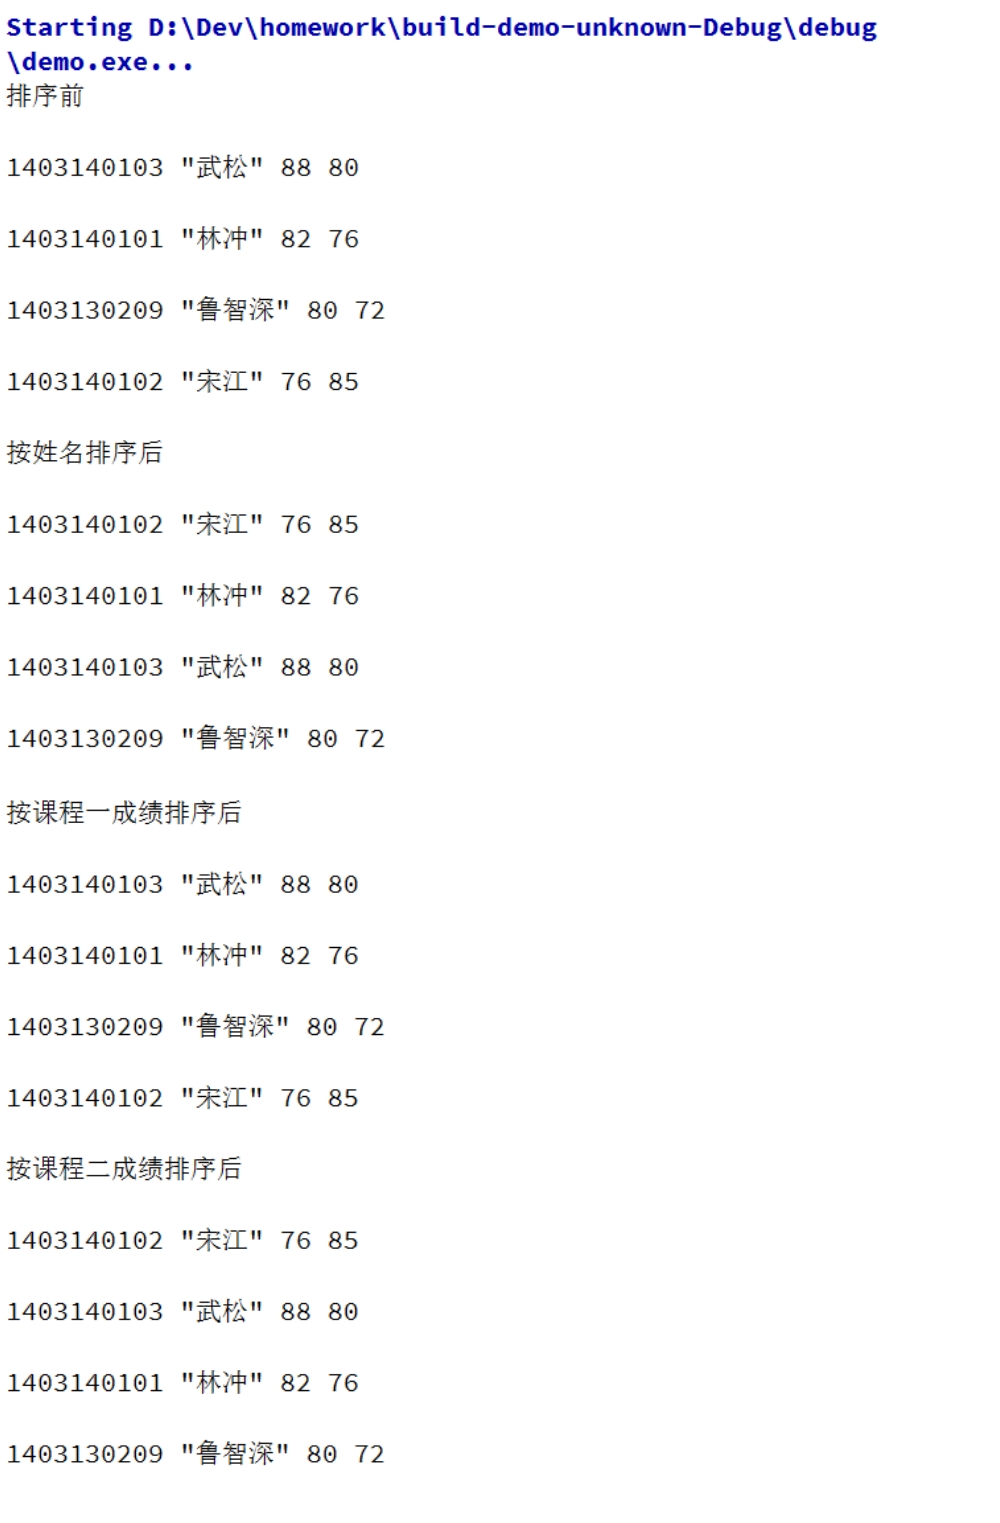 Starting D:\Dev\homework\build-demo-unknown-Debug\debug
\demo.exe...
排序前
1403140103 "武松" 88 80
1403140101 "林冲" 82 76
1403130209 "鲁智深" 80 72
1403140102 "宋江" 76 85
按姓名排序后
1403140102 "宋江" 76 85
1403140101 "林冲" 82 76
1403140103 "武松" 88 80
1403130209 "鲁智深" 80 72
按课程一成绩排序后
1403140103 "武松" 88 80
1403140101 "林冲" 82 76
1403130209 "鲁智深" 80 72
1403140102 "宋江" 76 85
按课程二成绩排序后
1403140102 "宋江" 76 85
1403140103 "武松" 88 80
1403140101 "林冲" 82 76
1403130209 "鲁智深" 80 72